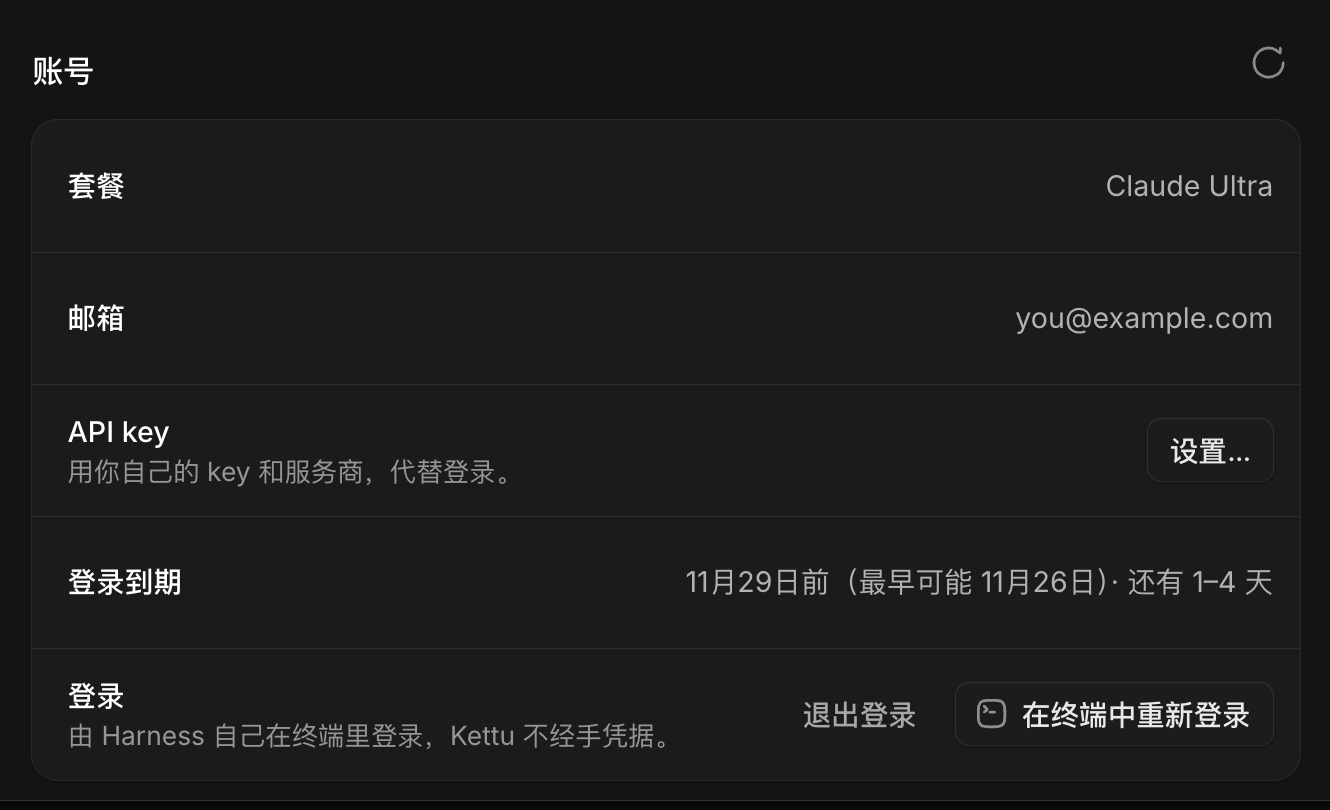 账号
套餐
Claude Ultra
邮箱
you@example.com
API key
用你自己的 key 和服务商，代替登录。
设置...
登录到期
11月29日前（最早可能 11月26日）· 还有 1–4 天
登录
由 Harness 自己在终端里登录，Kettu 不经手凭据。
退出登录
在终端中重新登录